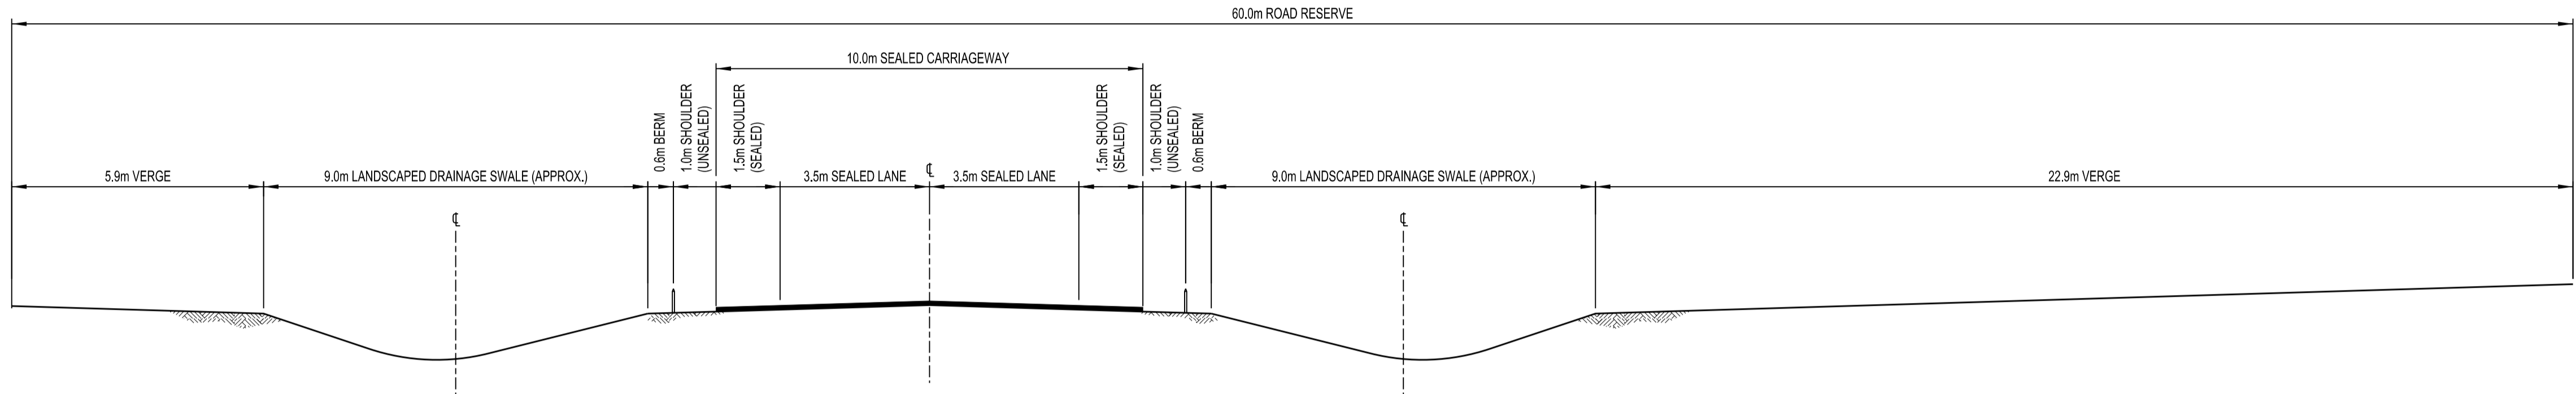 60.0m ROAD RESERVE
10.0m SEALED CARRIAGEWAY
0.6m BERM
1.0m SHOULDER
(UNSEALED)
1.5m SHOULDER
(SEALED)
1.5m SHOULDER
(SEALED)
1.0m SHOULDER
(UNSEALED)
0.6m BERM
5.9m VERGE
9.0m LANDSCAPED DRAINAGE SWALE (APPROX.)
3.5m SEALED LANE
℄
3.5m SEALED LANE
9.0m LANDSCAPED DRAINAGE SWALE (APPROX.)
22.9m VERGE
℄
℄